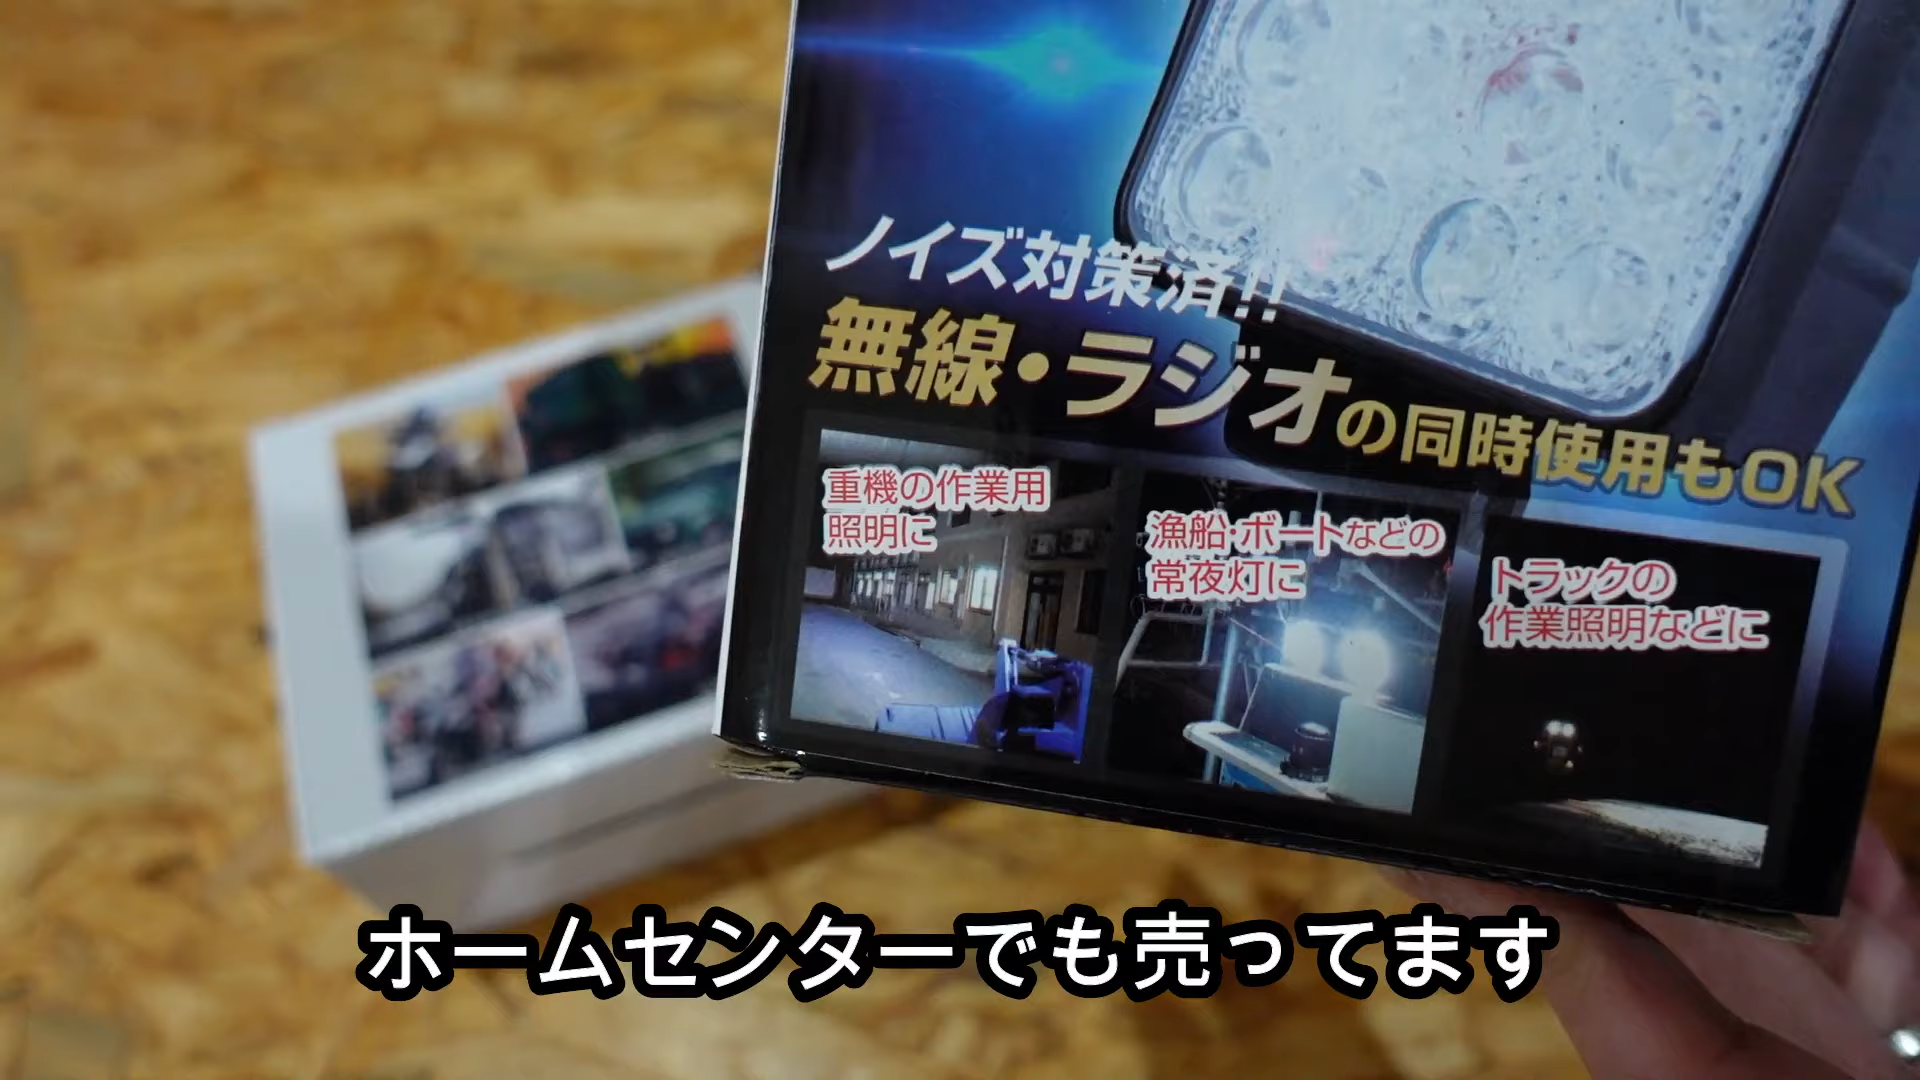 ノイズ対策済!!
無線・ラジオの同時使用もOK
重機の作業用
照明に
漁船・ボートなどの
常夜灯に
トラックの
作業照明などに
ホームセンターでも売ってます